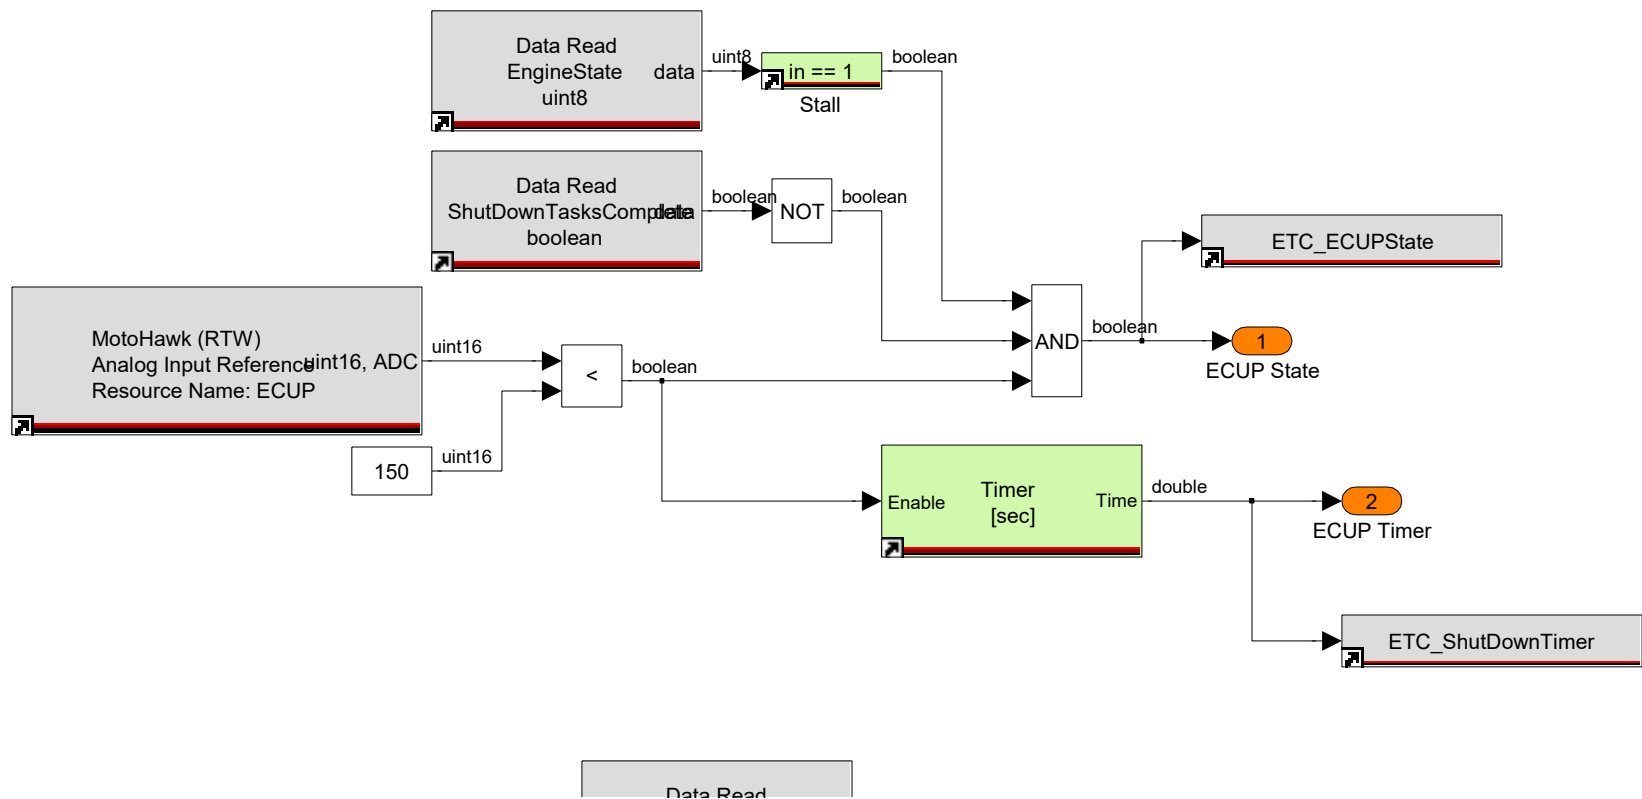 Data Read
EngineState
uint8
data
uint8
in == 1
Stall
boolean
Data Read
ShutDownTasksComplete
boolean
data
boolean
NOT
boolean
MotoHawk (RTW)
Analog Input Reference
Resource Name: ECUP
uint16, ADC
uint16
150
uint16
<
boolean
AND
boolean
ETC_ECUPState
1
ECUP State
Enable
Timer
[sec]
Time
double
2
ECUP Timer
ETC_ShutDownTimer
Data Read